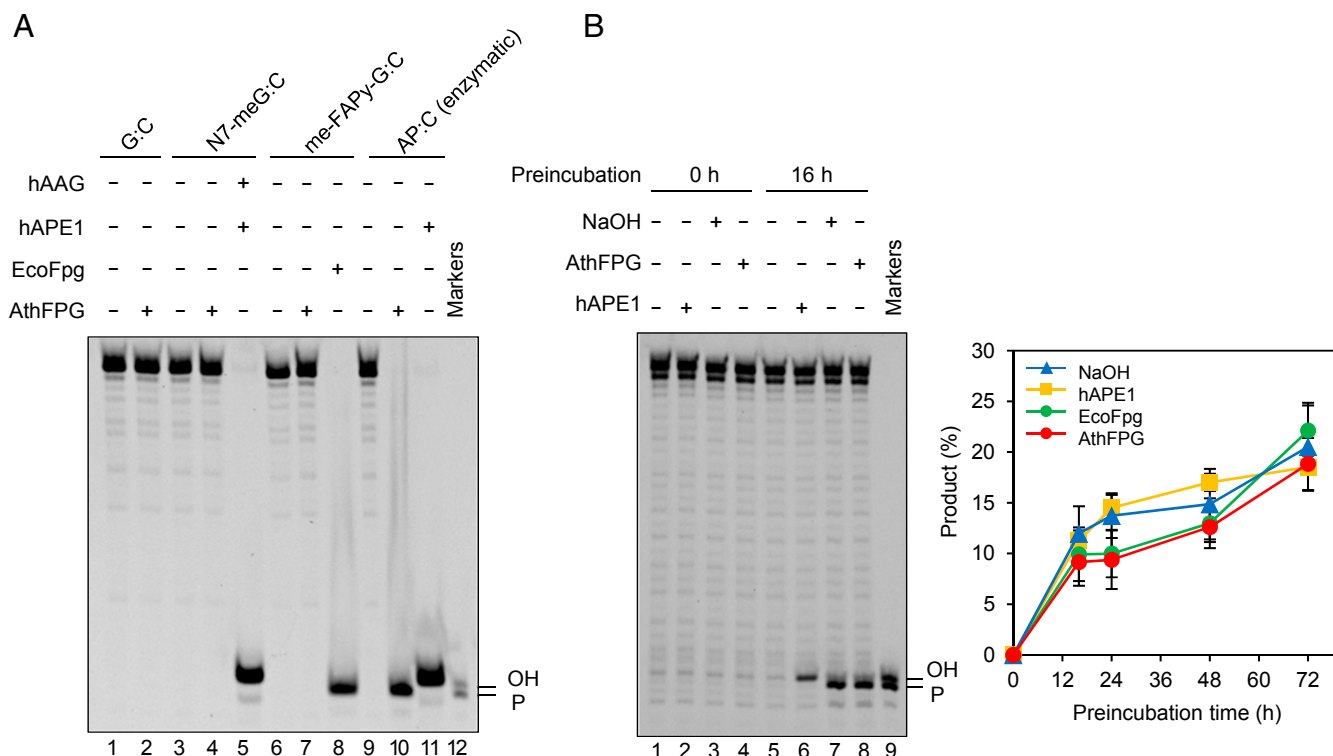 A
G:C N7-meG:C me-FAPy-G:C AP:C (enzymatic)
hAAG – – – – + – – – – – –
hAPE1 – – – – + – – – – – +
EcoFpg – – – – – – – + – – –
AthFPG – + – + – – + – – + –
Markers
OH
P
1 2 3 4 5 6 7 8 9 10 11 12
B
Preincubation 0 h 16 h
NaOH – – + – – – + –
AthFPG – – – + – – – +
hAPE1 – + – – – + – –
Markers
OH
P
1 2 3 4 5 6 7 8 9
30
25
20
15
10
5
0
Product (%)
NaOH
hAPE1
EcoFpg
AthFPG
0 12 24 36 48 60 72
Preincubation time (h)